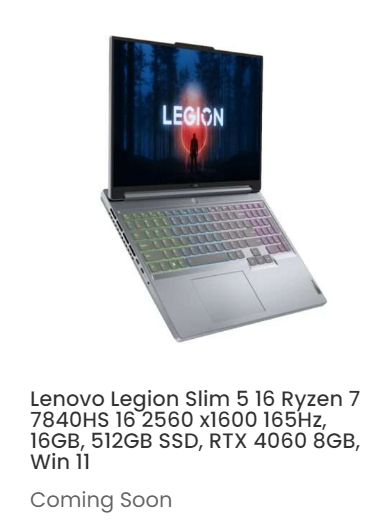 LEGION
Lenovo Legion Slim 5 16 Ryzen 7
7840HS 16 2560 x1600 165Hz,
16GB, 512GB SSD, RTX 4060 8GB,
Win 11
Coming Soon